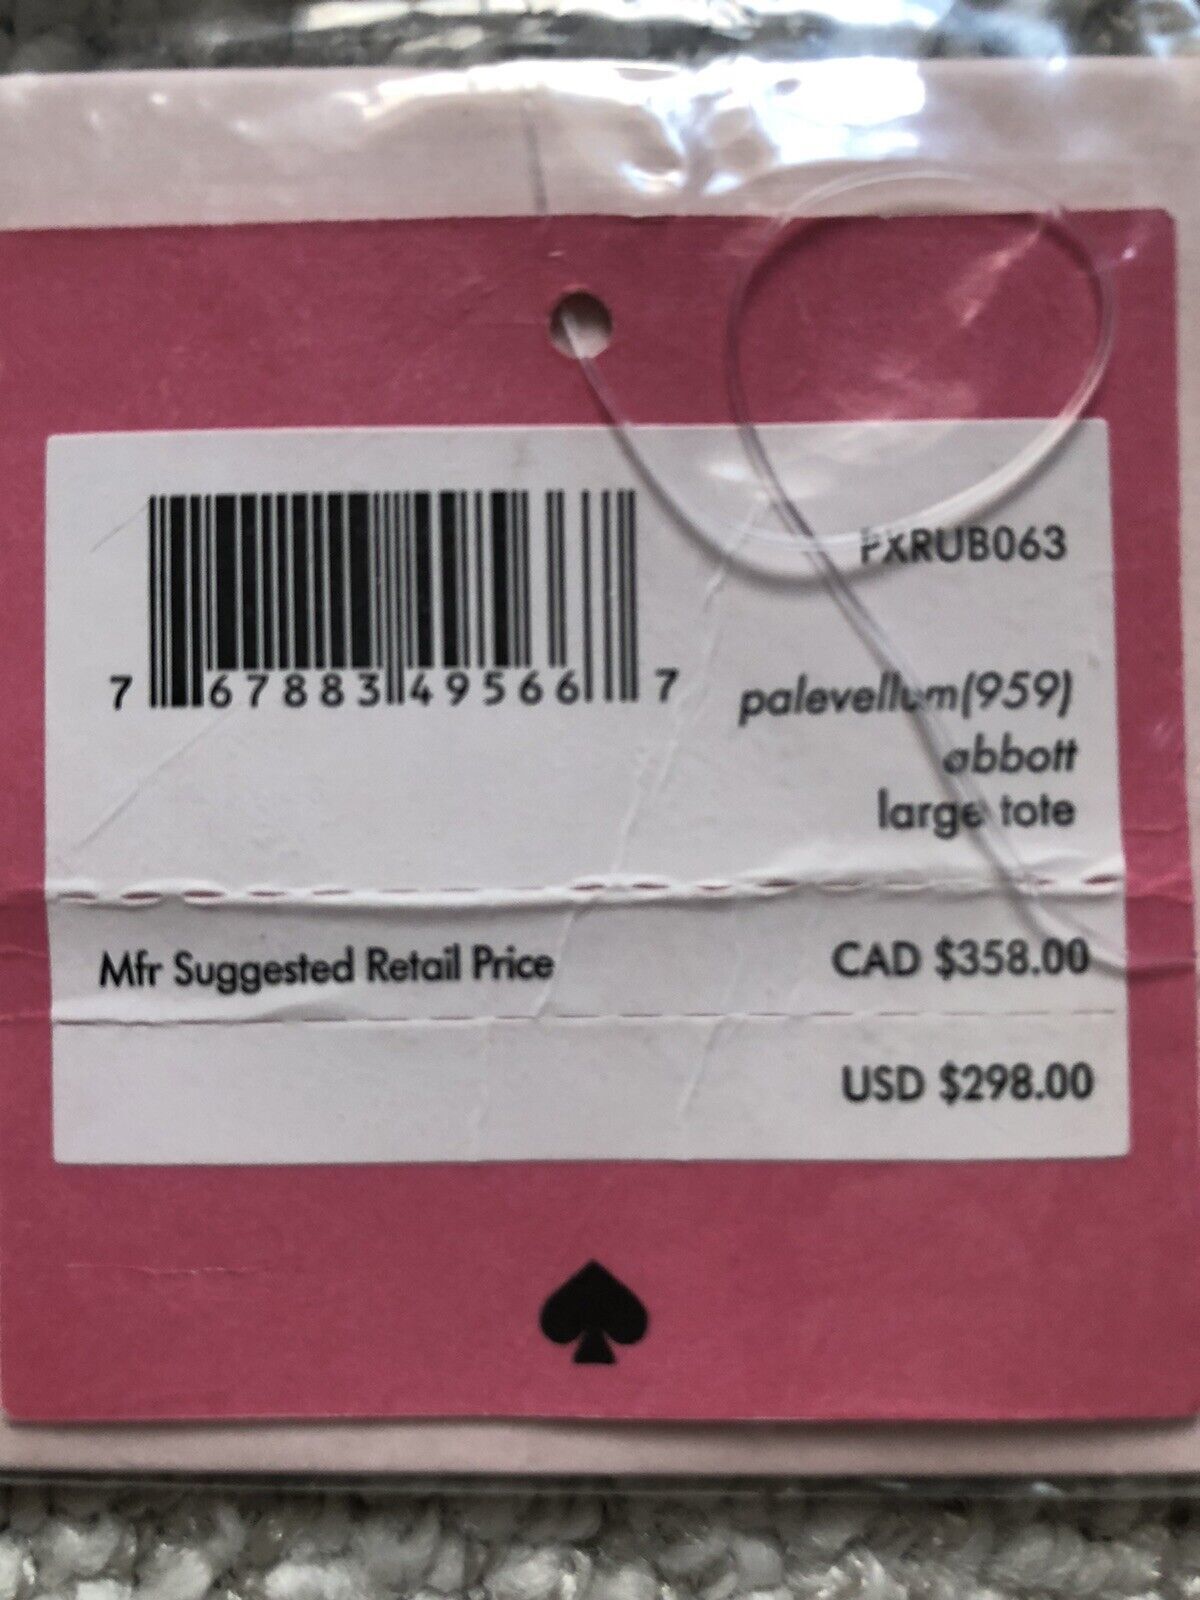 PXRUB063
7 67883 49566 7
palevellum(959)
abbott
large tote
Mfr Suggested Retail Price CAD $358.00
USD $298.00